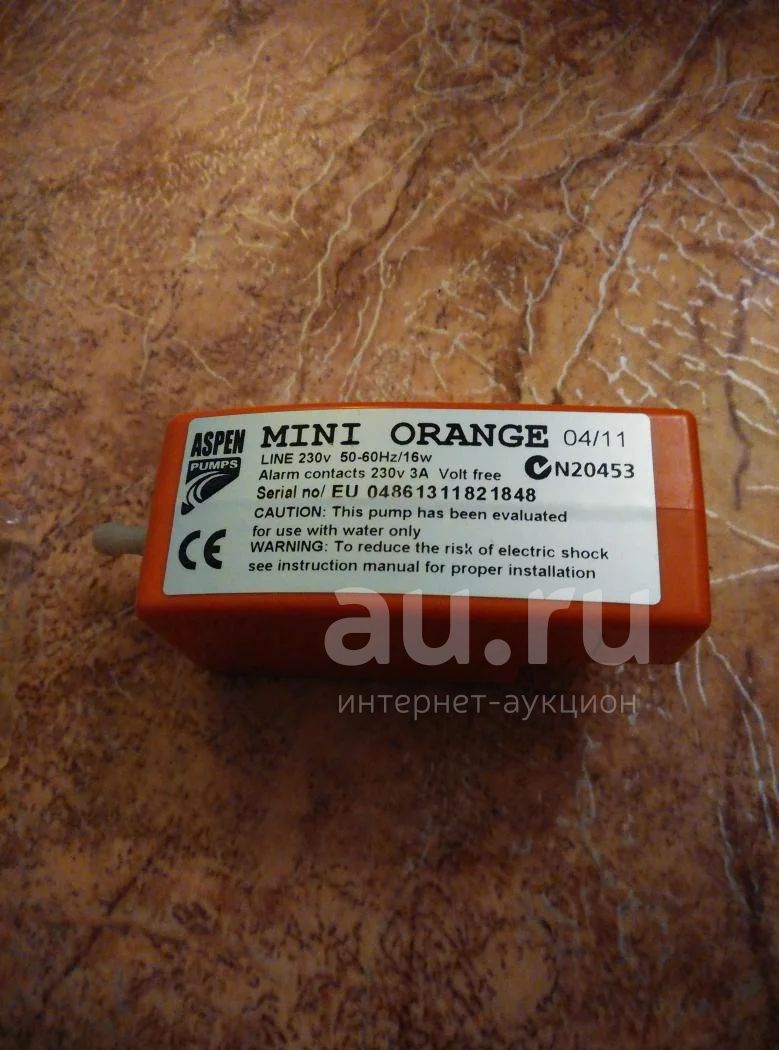 ASPEN
PUMPS
MINI ORANGE 04/11
LINE 230v 50-60Hz/16w
Alarm contacts 230v 3A Volt free
N20453
Serial no/ EU 04861311821848
CAUTION: This pump has been evaluated
for use with water only
WARNING: To reduce the risk of electric shock
see instruction manual for proper installation
CE
au.ru
интернет-аукцион